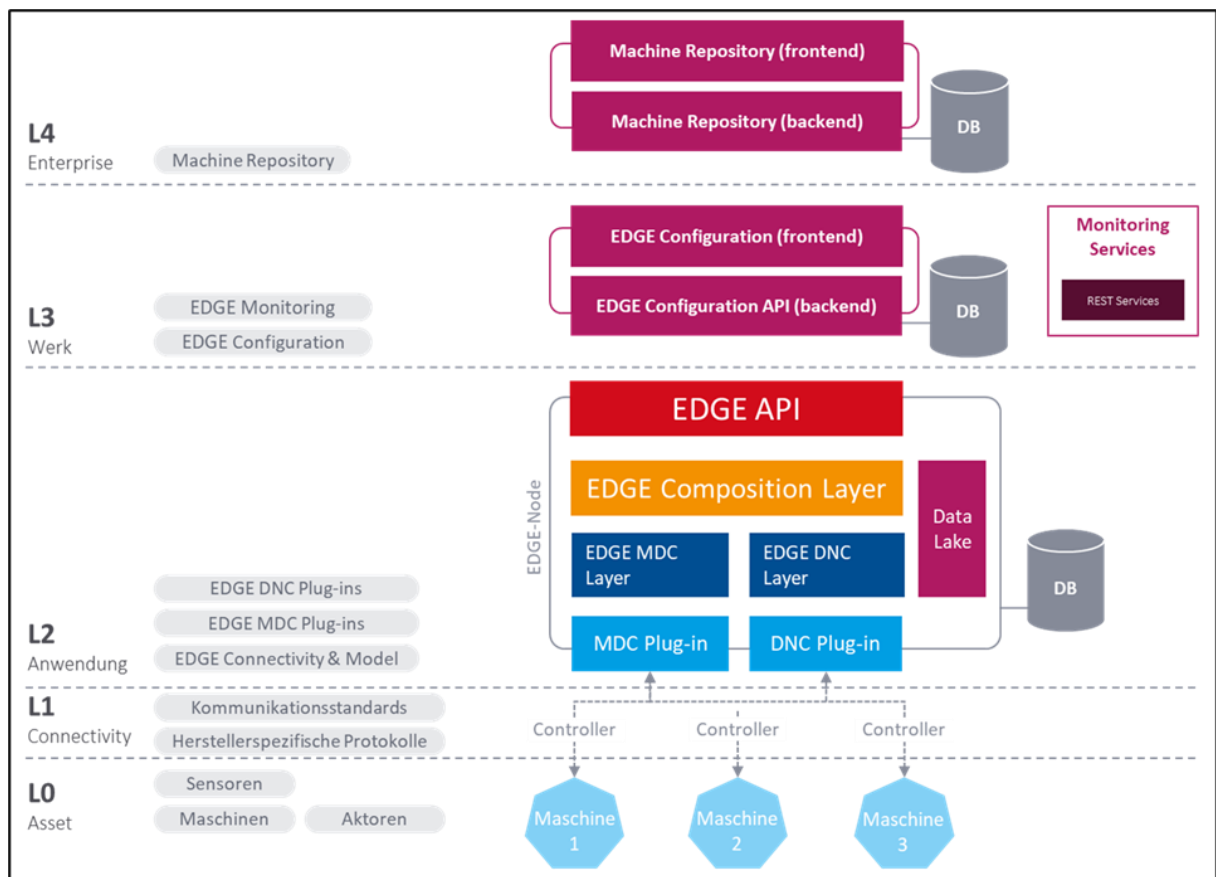 Machine Repository (frontend)
Machine Repository (backend)
DB
L4
Enterprise
Machine Repository
EDGE Configuration (frontend)
EDGE Configuration API (backend)
DB
Monitoring
Services
REST Services
L3
Werk
EDGE Monitoring
EDGE Configuration
EDGE API
EDGE Composition Layer
EDGE-Node
EDGE MDC
Layer
EDGE DNC
Layer
Data
Lake
DB
MDC Plug-in
DNC Plug-in
L2
Anwendung
EDGE DNC Plug-ins
EDGE MDC Plug-ins
EDGE Connectivity & Model
L1
Connectivity
Kommunikationsstandards
Herstellerspezifische Protokolle
Controller
Controller
Controller
L0
Asset
Sensoren
Maschinen
Aktoren
Maschine
1
Maschine
2
Maschine
3